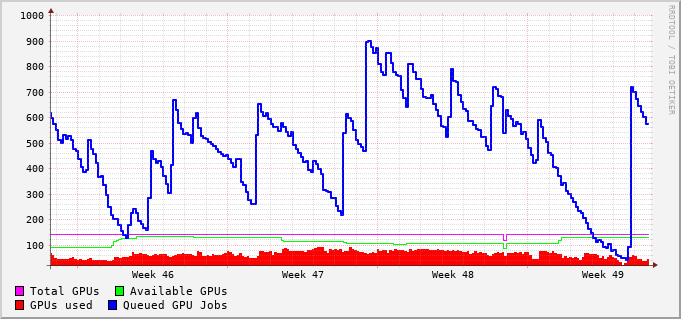 1000
900
800
700
600
500
400
300
200
100
Week 46 Week 47 Week 48 Week 49
Total GPUs Available GPUs
GPUs used Queued GPU Jobs
RRDTOOL / TOBI OETIKER